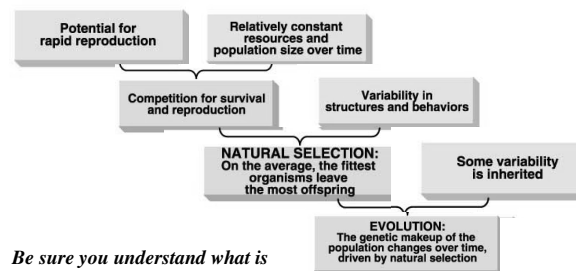 Potential for
rapid reproduction
Relatively constant
resources and
population size over time
Competition for survival
and reproduction
Variability in
structures and behaviors
NATURAL SELECTION:
On the average, the fittest
organisms leave
the most offspring
Some variability
is inherited
EVOLUTION:
The genetic makeup of the
population changes over time,
driven by natural selection
Be sure you understand what is